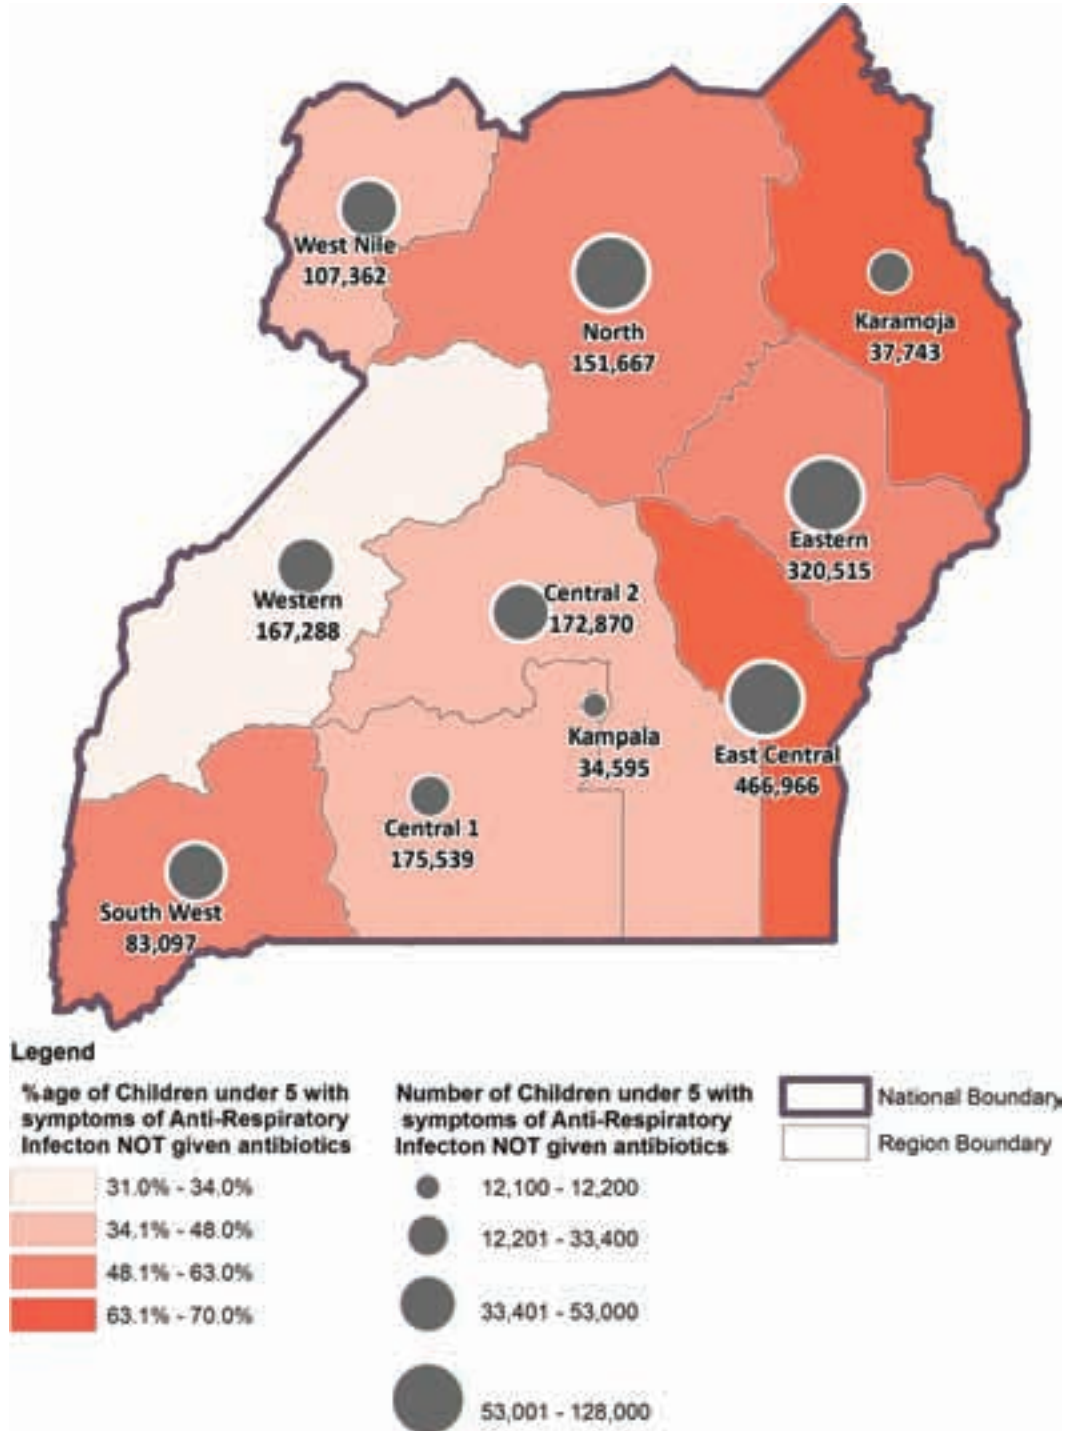 West Nile
107,362
North
151,667
Karamoja
37,743
Eastern
320,515
Western
167,288
Central 2
172,870
Kampala
34,595
East Central
466,966
Central 1
175,539
South West
83,097
Legend
%age of Children under 5 with
symptoms of Anti-Respiratory
Infecton NOT given antibiotics
31.0% - 34.0%
34.1% - 48.0%
48.1% - 63.0%
63.1% - 70.0%
Number of Children under 5 with
symptoms of Anti-Respiratory
Infecton NOT given antibiotics
12,100 - 12,200
12,201 - 33,400
33,401 - 53,000
53,001 - 128,000
National Boundary
Region Boundary